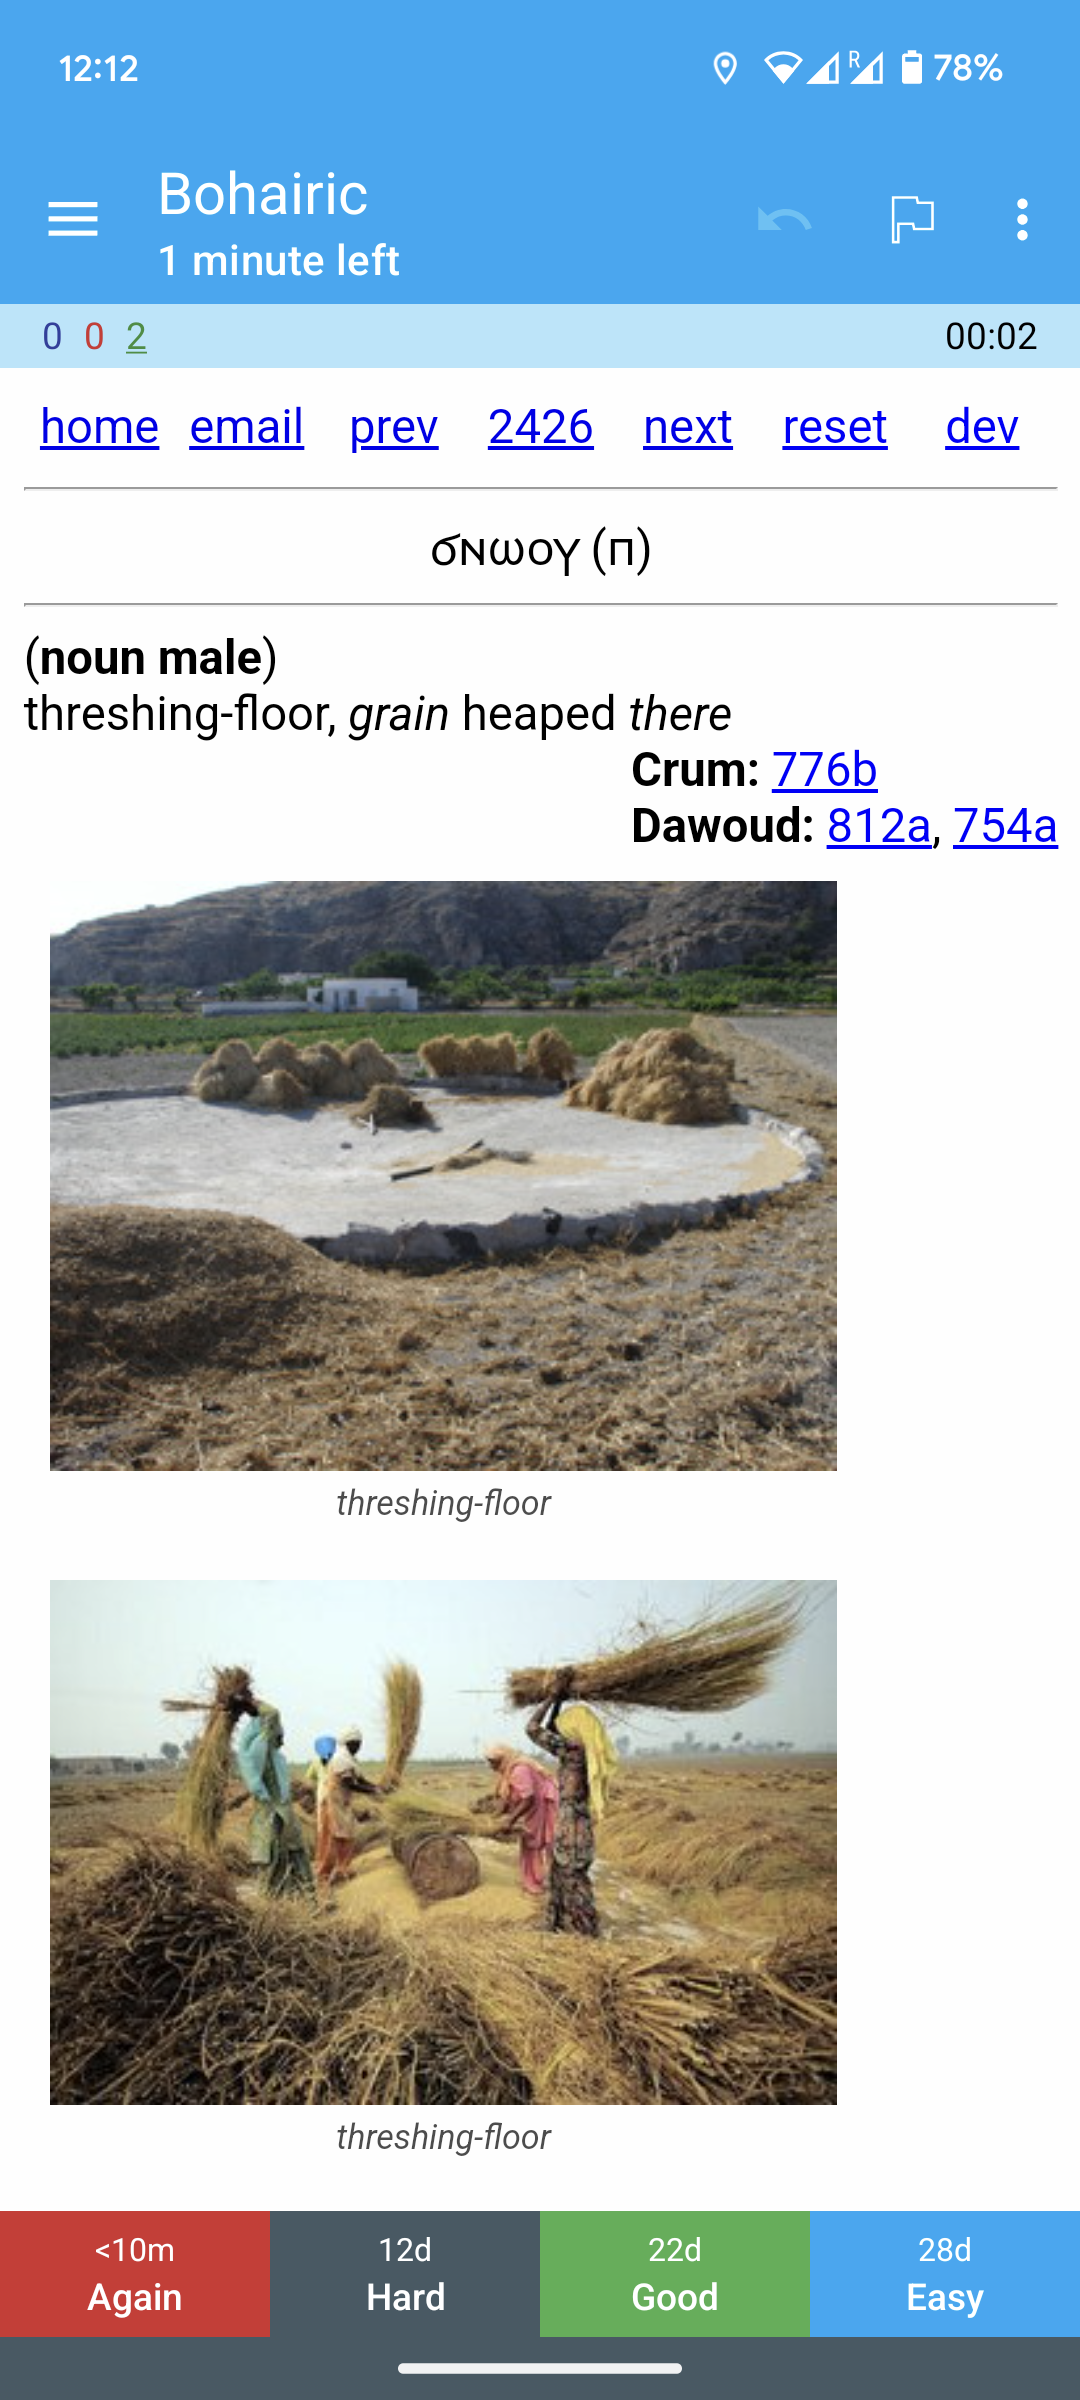 12:12 R 78%
Bohairic
1 minute left
0 0 2 00:02
home email prev 2426 next reset dev
ϭⲛⲱⲟⲩ (ⲡ)
(noun male)
threshing-floor, grain heaped there
Crum: 776b
Dawoud: 812a, 754a
threshing-floor
threshing-floor
<10m 12d 22d 28d
Again Hard Good Easy